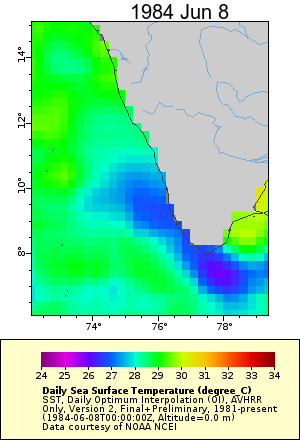 1984 Jun 8
14°
12°
10°
8°
74° 76° 78°
24 25 26 27 28 29 30 31 32 33 34
Daily Sea Surface Temperature (degree_C)
SST, Daily Optimum Interpolation (OI), AVHRR
Only, Version 2, Final+Preliminary, 1981-present
(1984-06-08T00:00:00Z, Altitude=0.0 m)
Data courtesy of NOAA NCEI